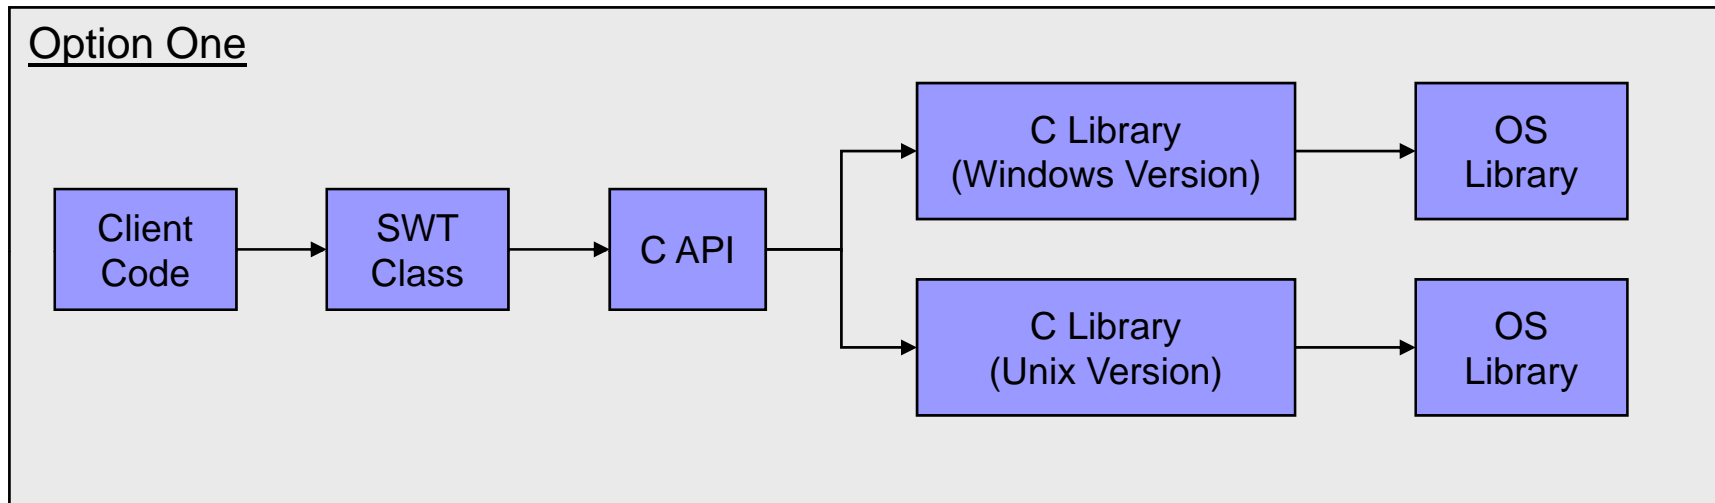 Option One
Client
Code
SWT
Class
C API
C Library
(Windows Version)
OS
Library
C Library
(Unix Version)
OS
Library